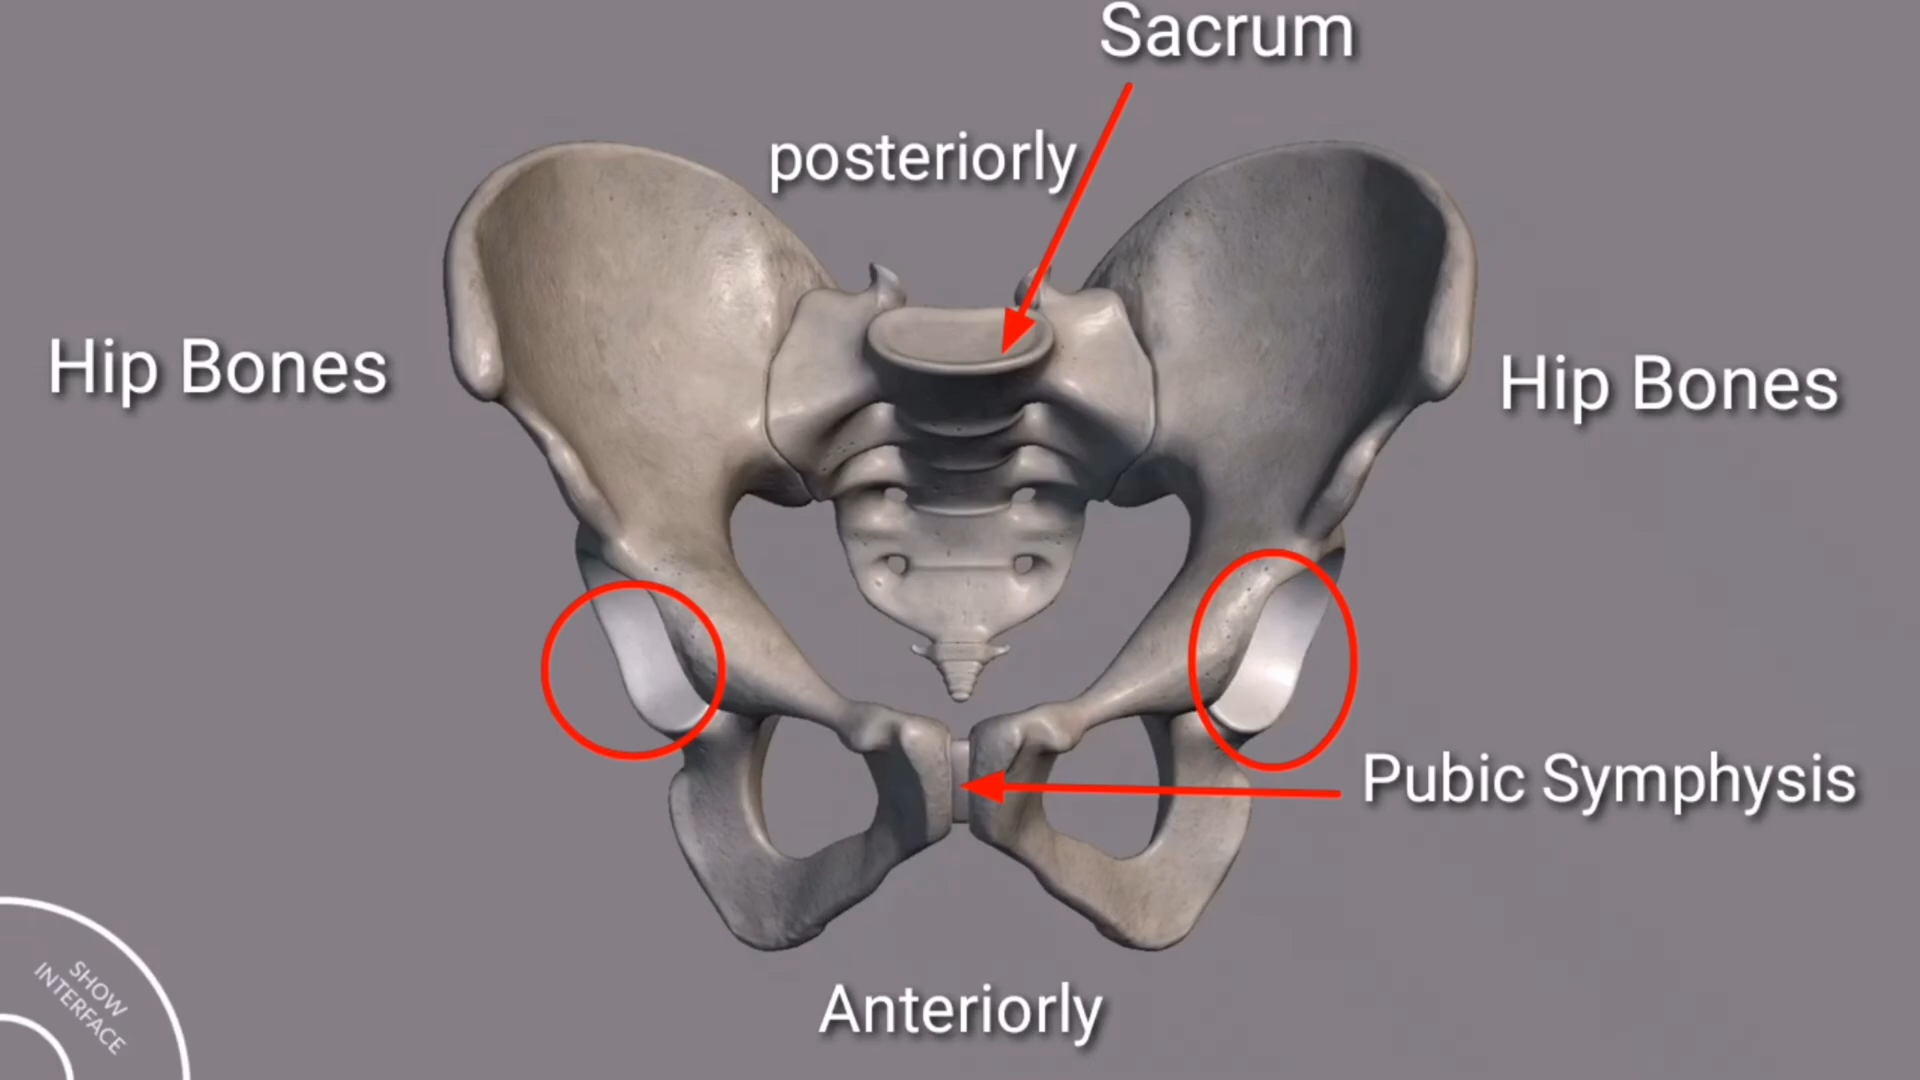 Sacrum
posteriorly
Hip Bones
Hip Bones
Pubic Symphysis
Anteriorly
SHOW
INTERFACE